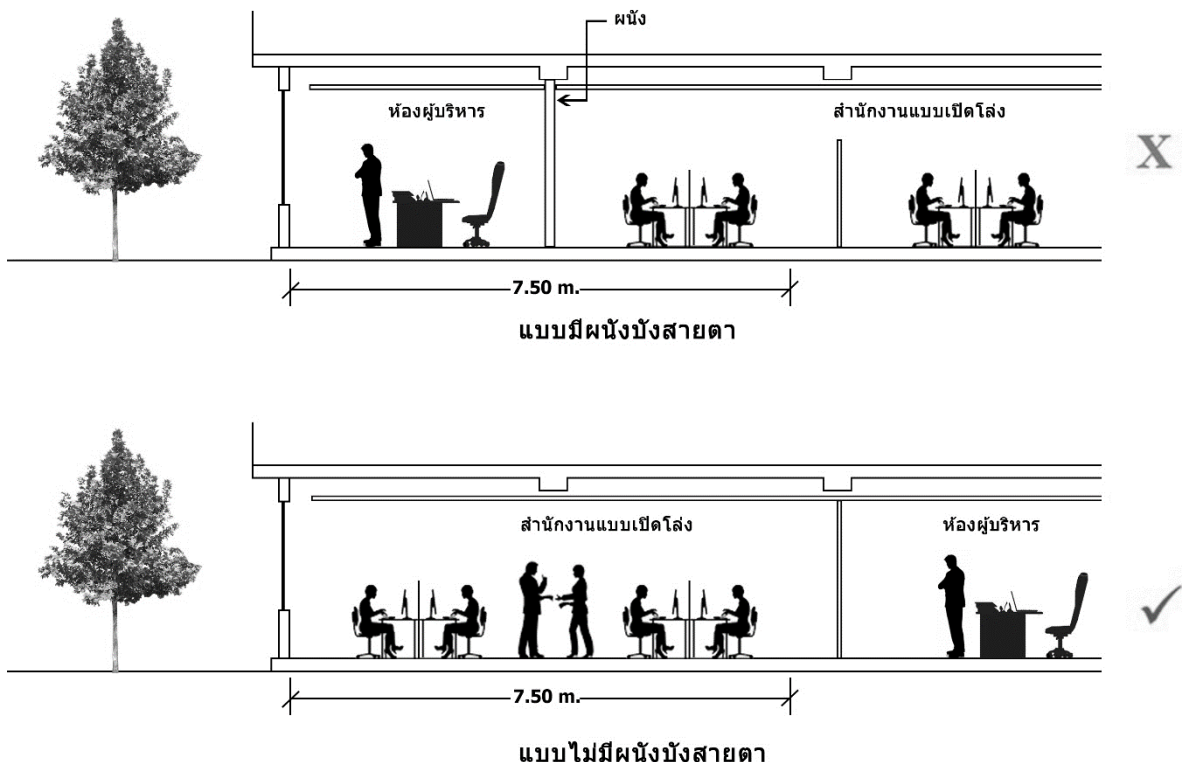 ผนัง
ห้องผู้บริหาร
สำนักงานแบบเปิดโล่ง
X
7.50 m.
แบบมีผนังบังสายตา
สำนักงานแบบเปิดโล่ง
ห้องผู้บริหาร
7.50 m.
แบบไม่มีผนังบังสายตา